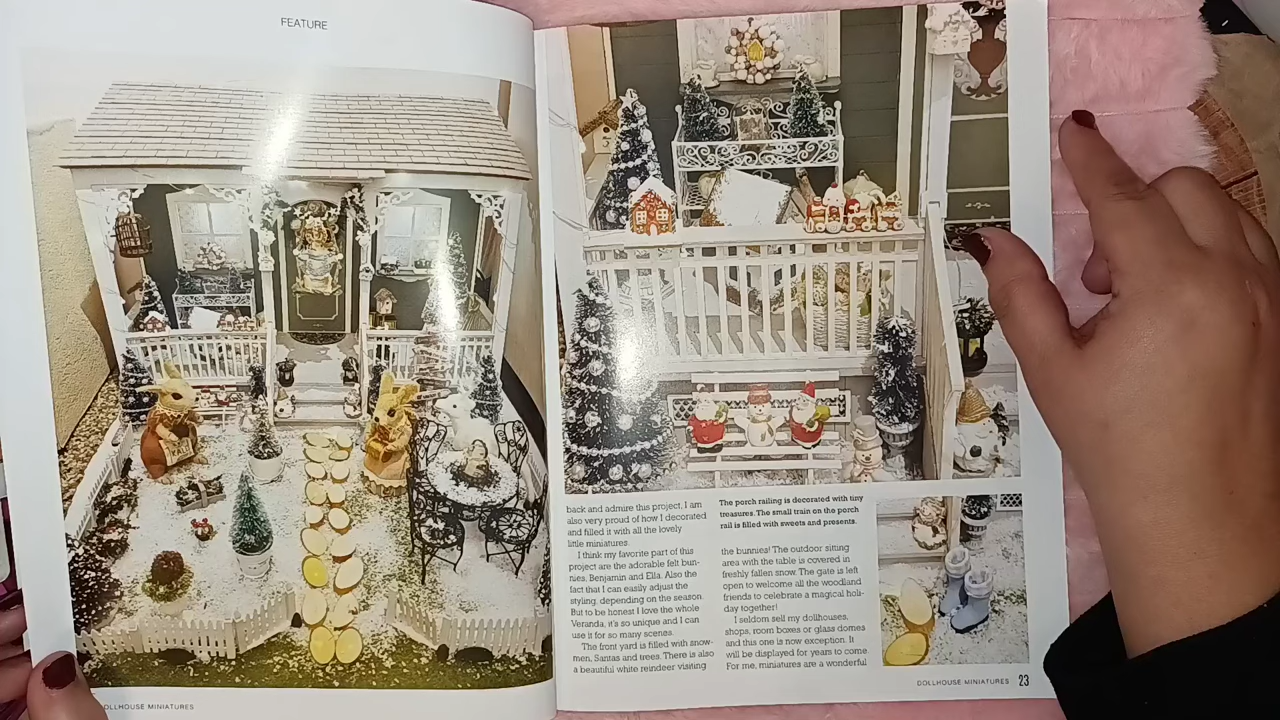 FEATURE
DOLLHOUSE MINIATURES
back and admire this project, I am
also very proud of how I decorated
and filled it with all the lovely
little miniatures.
I think my favorite part of this
project are the adorable felt bun-
nies, Benjamin and Ella. Also the
fact that I can easily adjust the
styling, depending on the season.
But to be honest I love the whole
Veranda, it's so unique and I can
use it for so many scenes.
The front yard is filled with snow-
men, Santas and trees. There is also
a beautiful white reindeer visiting
The porch railing is decorated with tiny
treasures. The small train on the porch
rail is filled with sweets and presents.
the bunnies! The outdoor sitting
area with the table is covered in
freshly fallen snow. The gate is left
open to welcome all the woodland
friends to celebrate a magical holi-
day together!
I seldom sell my dollhouses,
shops, room boxes or glass domes
and this one is now exception. It
will be displayed for years to come.
For me, miniatures are a wonderful
DOLLHOUSE MINIATURES 23